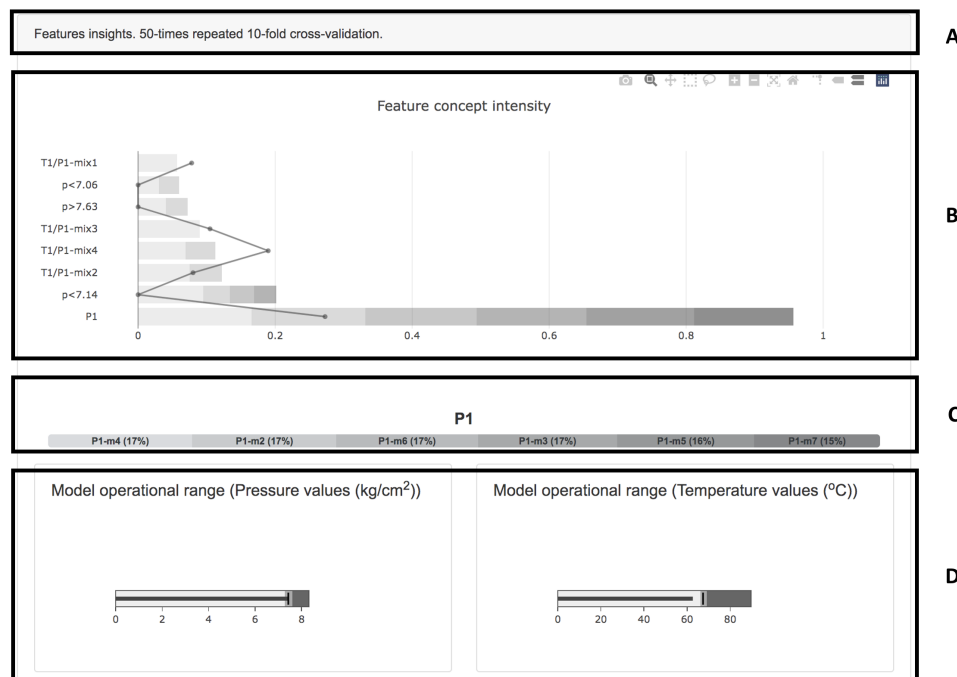 Features insights. 50-times repeated 10-fold cross-validation.
A
Feature concept intensity
T1/P1-mix1
p<7.06
p>7.63
T1/P1-mix3
T1/P1-mix4
T1/P1-mix2
p<7.14
P1
0 0.2 0.4 0.6 0.8 1
B
P1
P1-m4 (17%) P1-m2 (17%) P1-m6 (17%) P1-m3 (17%) P1-m5 (16%) P1-m7 (15%)
C
Model operational range (Pressure values (kg/cm²))
0 2 4 6 8
Model operational range (Temperature values (ºC))
0 20 40 60 80
D